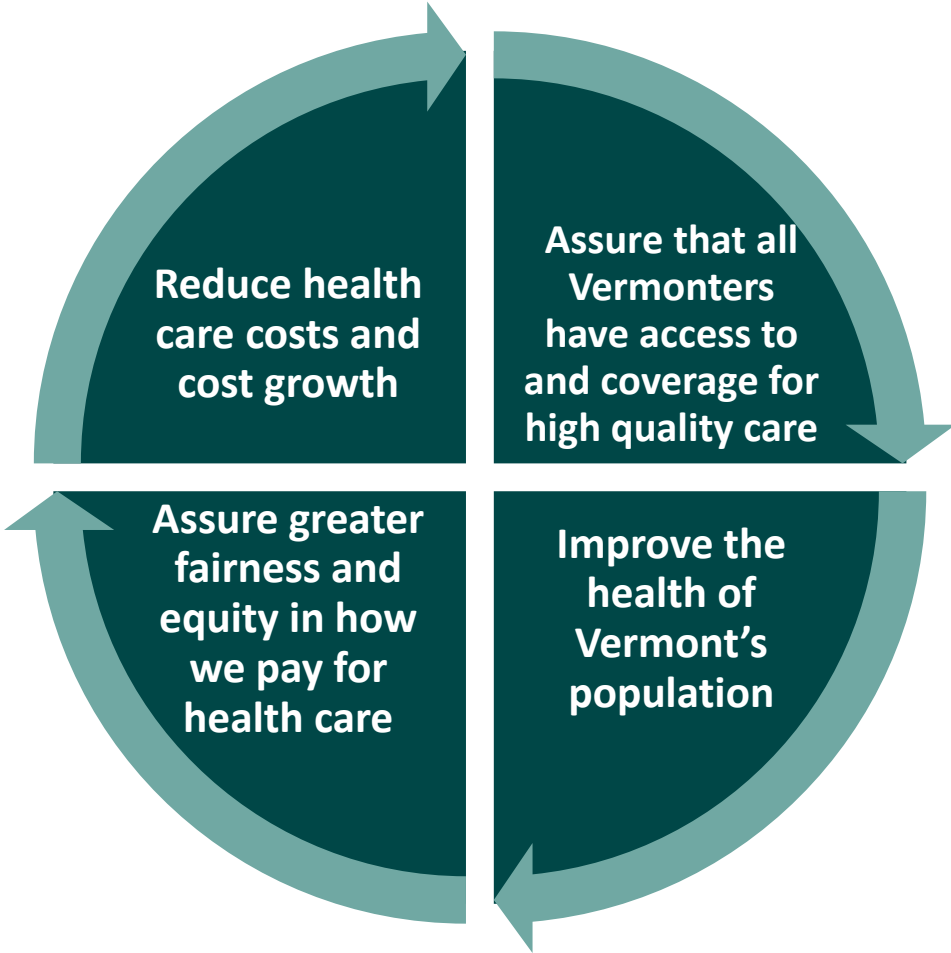 Reduce health
care costs and
cost growth
Assure that all
Vermonters
have access to
and coverage for
high quality care
Assure greater
fairness and
equity in how
we pay for
health care
Improve the
health of
Vermont’s
population